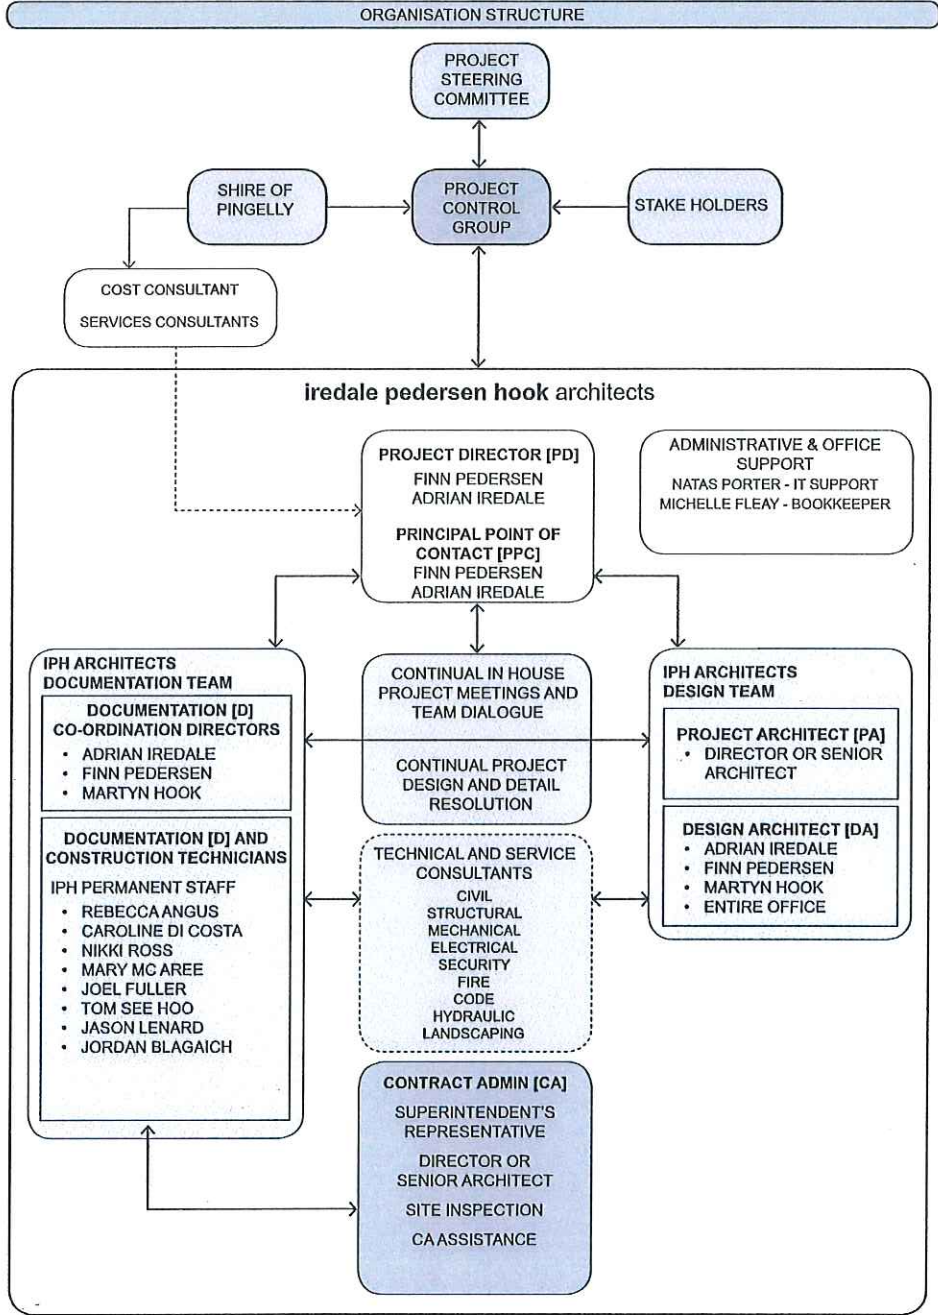 ORGANISATION STRUCTURE
PROJECT
STEERING
COMMITTEE
SHIRE OF
PINGELLY
PROJECT
CONTROL
GROUP
STAKE HOLDERS
COST CONSULTANT
SERVICES CONSULTANTS
iredale pedersen hook architects
PROJECT DIRECTOR [PD]
FINN PEDERSEN
ADRIAN IREDALE
PRINCIPAL POINT OF
CONTACT [PPC]
FINN PEDERSEN
ADRIAN IREDALE
ADMINISTRATIVE & OFFICE
SUPPORT
NATAS PORTER - IT SUPPORT
MICHELLE FLEAY - BOOKKEEPER
IPH ARCHITECTS
DOCUMENTATION TEAM
DOCUMENTATION [D]
CO-ORDINATION DIRECTORS
• ADRIAN IREDALE
• FINN PEDERSEN
• MARTYN HOOK
DOCUMENTATION [D] AND
CONSTRUCTION TECHNICIANS
IPH PERMANENT STAFF
• REBECCA ANGUS
• CAROLINE DI COSTA
• NIKKI ROSS
• MARY MC AREE
• JOEL FULLER
• TOM SEE HOO
• JASON LENARD
• JORDAN BLAGAICH
CONTINUAL IN HOUSE
PROJECT MEETINGS AND
TEAM DIALOGUE
CONTINUAL PROJECT
DESIGN AND DETAIL
RESOLUTION
TECHNICAL AND SERVICE
CONSULTANTS
CIVIL
STRUCTURAL
MECHANICAL
ELECTRICAL
SECURITY
FIRE
CODE
HYDRAULIC
LANDSCAPING
CONTRACT ADMIN [CA]
SUPERINTENDENT'S
REPRESENTATIVE
DIRECTOR OR
SENIOR ARCHITECT
SITE INSPECTION
CA ASSISTANCE
IPH ARCHITECTS
DESIGN TEAM
PROJECT ARCHITECT [PA]
• DIRECTOR OR SENIOR
ARCHITECT
DESIGN ARCHITECT [DA]
• ADRIAN IREDALE
• FINN PEDERSEN
• MARTYN HOOK
• ENTIRE OFFICE